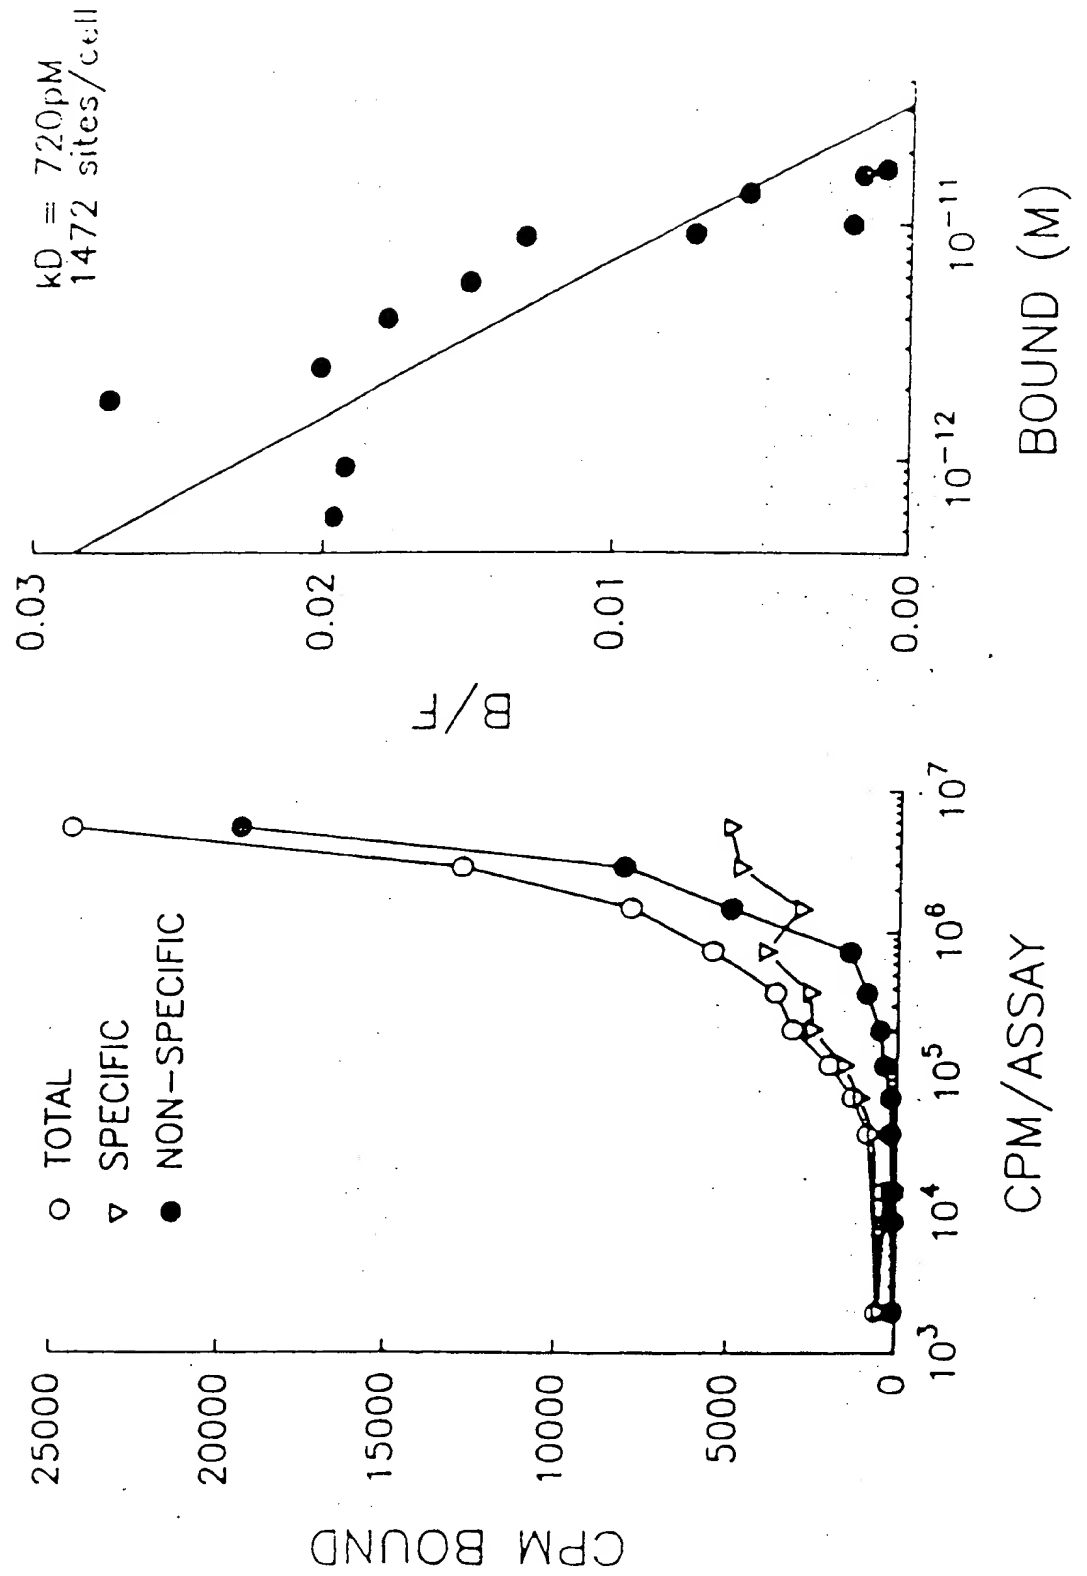 CPM BOUND
25000
20000
15000
10000
5000
0
○ TOTAL
▽ SPECIFIC
● NON-SPECIFIC
10³ 10⁴ 10⁵ 10⁶ 10⁷
CPM/ASSAY
B/F
0.03
0.02
0.01
0.00
kD = 720pM
1472 sites/cell
10⁻¹² 10⁻¹¹
BOUND (M)